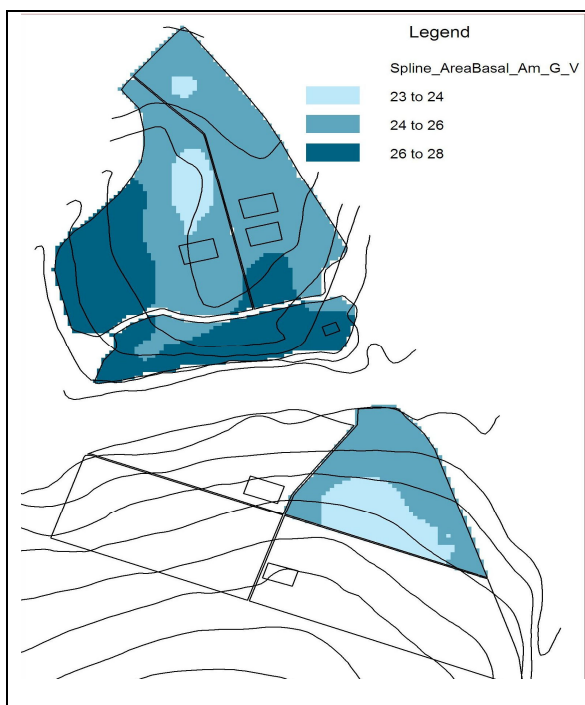 Legend
Spline_AreaBasal_Am_G_V
23 to 24
24 to 26
26 to 28